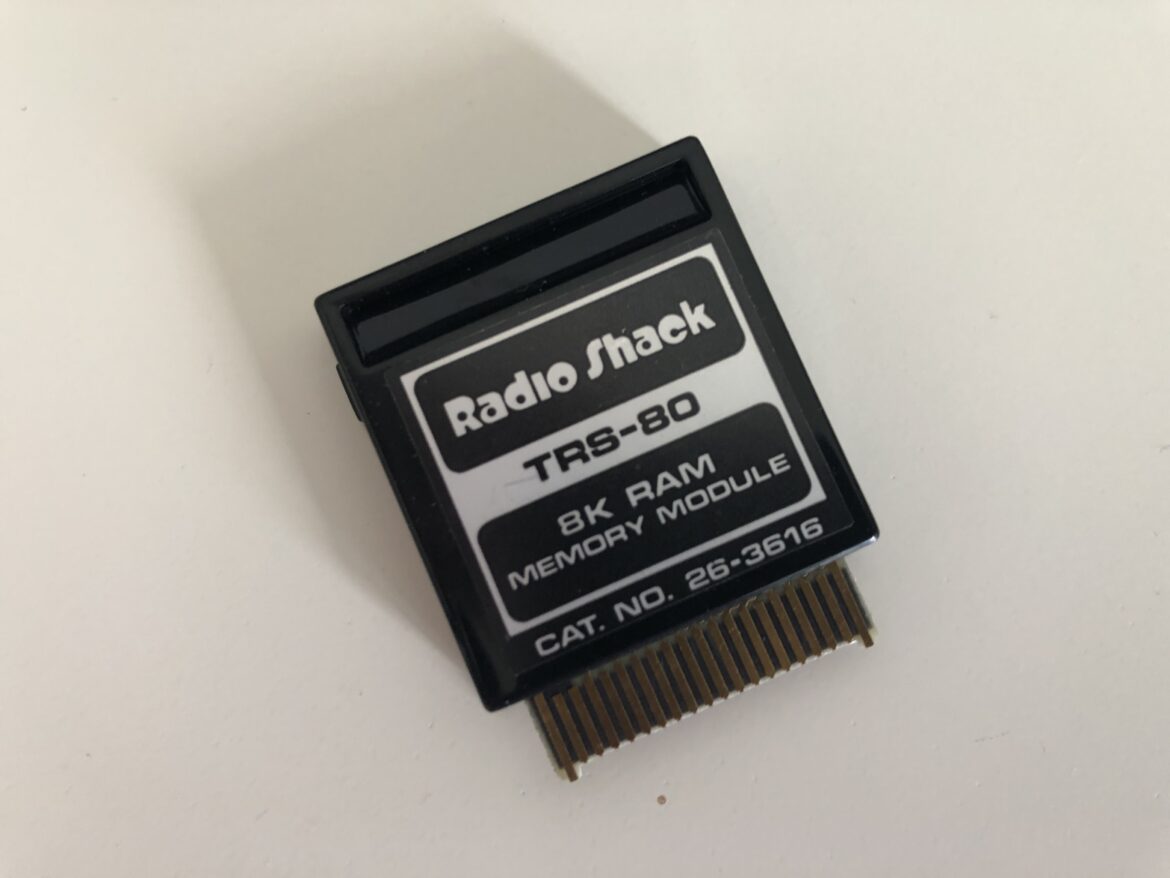 Radio Shack
TRS-80
8K RAM
MEMORY MODULE
CAT. NO. 26-3616